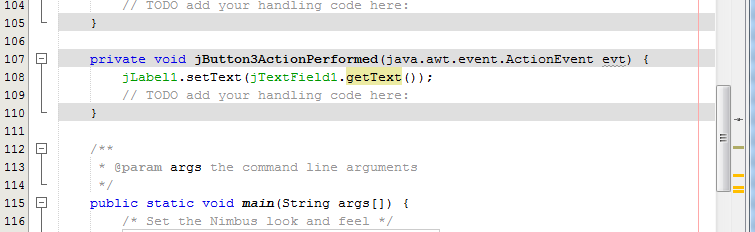 104 // TODO add your handling code here:
105 }
106
107 private void jButton3ActionPerformed(java.awt.event.ActionEvent evt) {
108 jLabel1.setText(jTextField1.getText());
109 // TODO add your handling code here:
110 }
111
112 /**
113 * @param args the command line arguments
114 */
115 public static void main(String args[]) {
116 /* Set the Nimbus look and feel */